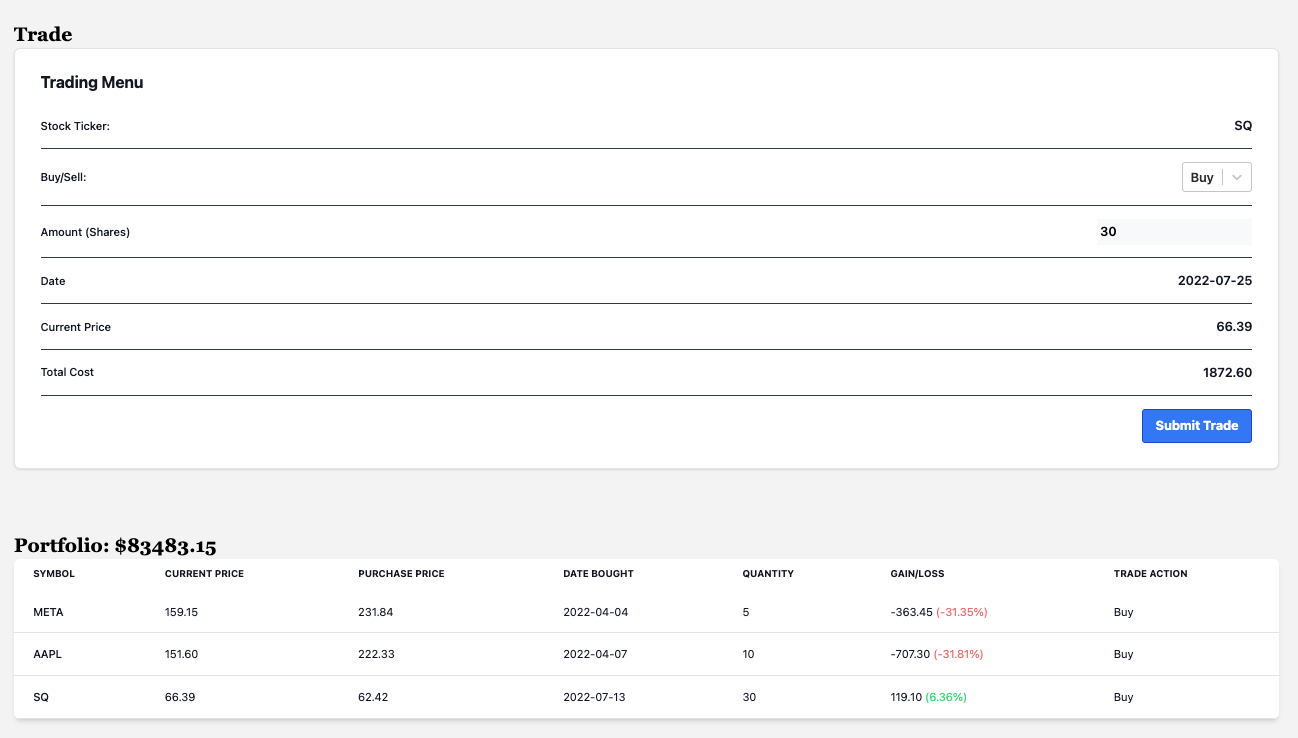 Trade
Trading Menu
Stock Ticker: SQ
Buy/Sell: Buy
Amount (Shares) 30
Date 2022-07-25
Current Price 66.39
Total Cost 1872.60
Submit Trade
Portfolio: $83483.15
SYMBOL CURRENT PRICE PURCHASE PRICE DATE BOUGHT QUANTITY GAIN/LOSS TRADE ACTION
META 159.15 231.84 2022-04-04 5 -363.45 (-31.35%) Buy
AAPL 151.60 222.33 2022-04-07 10 -707.30 (-31.81%) Buy
SQ 66.39 62.42 2022-07-13 30 119.10 (6.36%) Buy